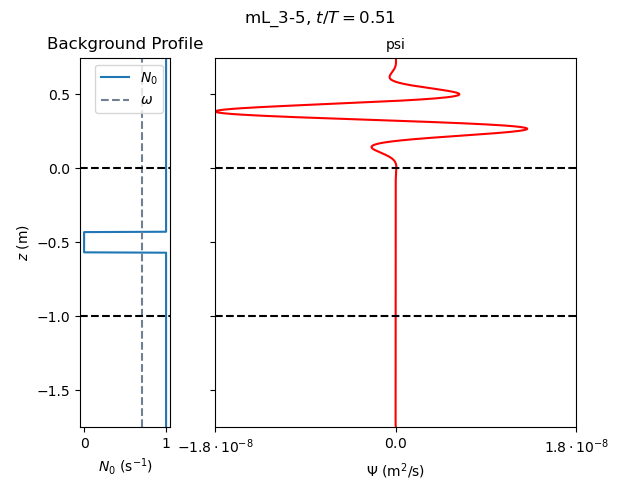 mL_3-5, t/T = 0.51
Background Profile
psi
N₀
ω
0.5
0.0
−0.5
−1.0
−1.5
z (m)
0 1
−1.8 · 10⁻⁸ 0.0 1.8 · 10⁻⁸
N₀ (s⁻¹)
Ψ (m²/s)